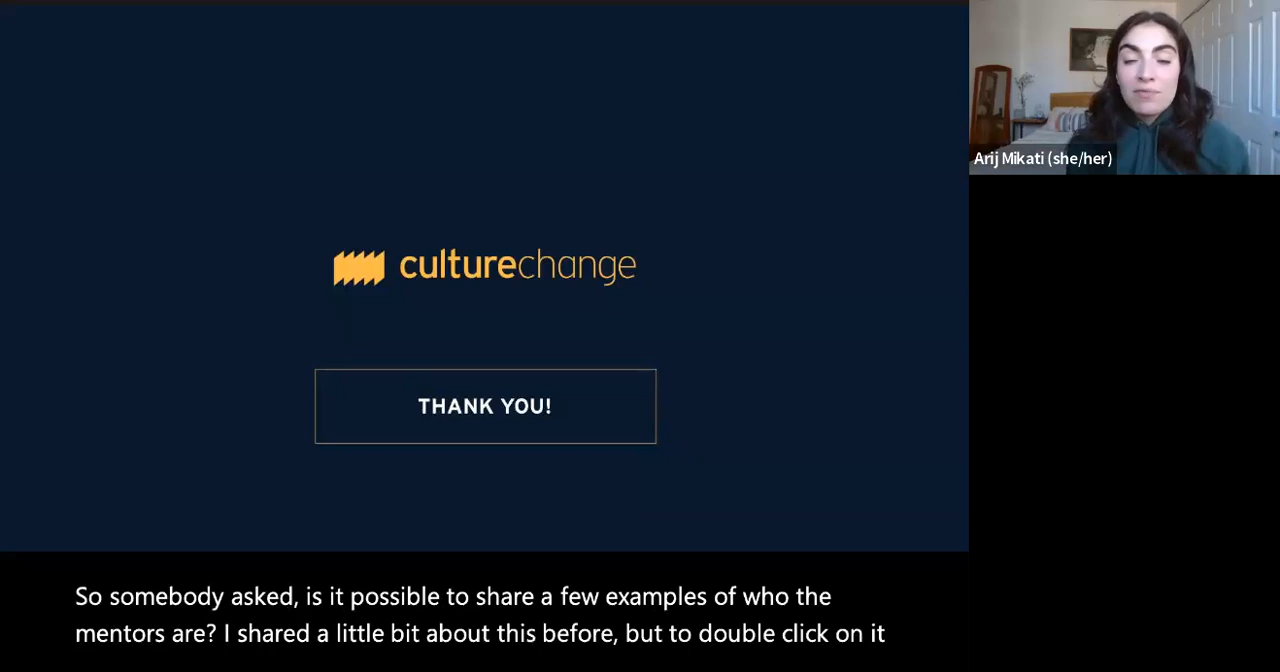 culturechange
THANK YOU!
Arij Mikati (she/her)
So somebody asked, is it possible to share a few examples of who the
mentors are? I shared a little bit about this before, but to double click on it